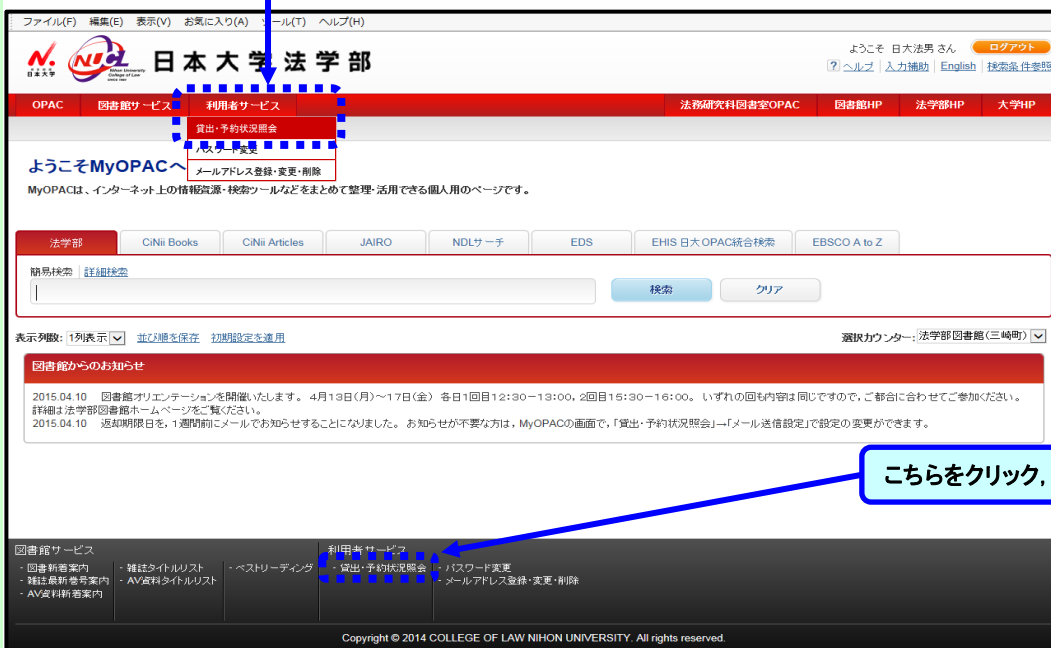 ファイル(F) 編集(E) 表示(V) お気に入り(A) ツール(T) ヘルプ(H)
ようこそ 日大法男 さん ログアウト
日本大学 NUCL Nihon University College of Law 日本大学法学部
? ヘルプ 入力補助 English 検索条件参照
OPAC 図書館サービス 利用者サービス 法務研究科図書室OPAC 図書館HP 法学部HP 大学HP
貸出・予約状況照会
パスワード変更
メールアドレス登録・変更・削除
ようこそMyOPACへ
MyOPACは、インターネット上の情報資源・検索ツールなどをまとめて整理・活用できる個人用のページです。
法学部 CiNii Books CiNii Articles JAIRO NDLサーチ EDS EHIS 日大OPAC統合検索 EBSCO A to Z
簡易検索 詳細検索
検索 クリア
表示列数: 1列表示 並び順を保存 初期設定を適用 選択カウンター: 法学部図書館(三崎町)
図書館からのお知らせ
2015.04.10 図書館オリエンテーションを開催いたします。 4月13日(月)～17日(金) 各日1回目12:30－13:00, 2回目15:30－16:00。 いずれの回も内容は同じですので，ご都合に合わせてご参加ください。
詳細は法学部図書館ホームページをご覧ください。
2015.04.10 返却期限日を, 1週間前にメールでお知らせすることになりました。 お知らせが不要な方は, MyOPACの画面で,「貸出・予約状況照会」→「メール送信設定」で設定の変更ができます。
こちらをクリック,
図書館サービス 利用者サービス
- 図書新着案内 - 雑誌タイトルリスト - ベストリーディング - 貸出・予約状況照会 - パスワード変更
- 雑誌最新巻号案内 - AV資料タイトルリスト - メールアドレス登録・変更・削除
- AV資料新着案内
Copyright © 2014 COLLEGE OF LAW NIHON UNIVERSITY. All rights reserved.